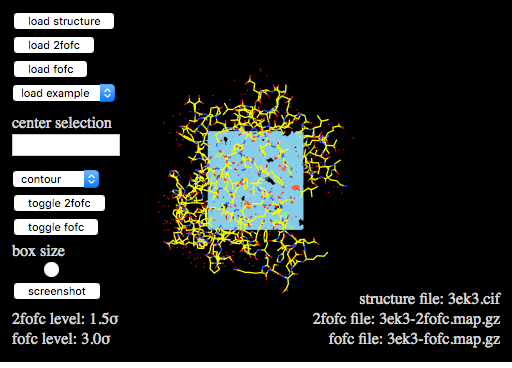 load structure
load 2fofc
load fofc
load example
center selection
contour
toggle 2fofc
toggle fofc
box size
screenshot
2fofc level: 1.5σ
fofc level: 3.0σ
structure file: 3ek3.cif
2fofc file: 3ek3-2fofc.map.gz
fofc file: 3ek3-fofc.map.gz